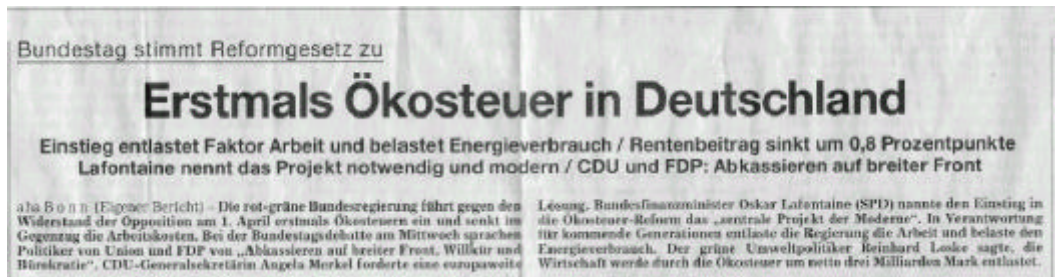 Bundestag stimmt Reformgesetz zu
Erstmals Ökosteuer in Deutschland
Einstieg entlastet Faktor Arbeit und belastet Energieverbrauch / Rentenbeitrag sinkt um 0,8 Prozentpunkte
Lafontaine nennt das Projekt notwendig und modern / CDU und FDP: Abkassieren auf breiter Front
aha Bonn (Eigener Bericht) – Die rot-grüne Bundesregierung führt gegen den
Widerstand der Opposition am 1. April erstmals Ökosteuern ein und senkt im
Gegenzug die Arbeitskosten. Bei der Bundestagsdebatte am Mittwoch sprachen
Politiker von Union und FDP von „Abkassieren auf breiter Front, Willkür und
Bürokratie“. CDU-Generalsekretärin Angela Merkel forderte eine europaweite
Lösung. Bundesfinanzminister Oskar Lafontaine (SPD) nannte den Einstieg in
die Ökosteuer-Reform das „zentrale Projekt der Moderne“. In Verantwortung
für kommende Generationen entlaste die Regierung die Arbeit und belaste den
Energieverbrauch. Der grüne Umweltpolitiker Reinhard Loske sagte, die
Wirtschaft werde durch die Ökosteuer um netto drei Milliarden Mark entlastet.